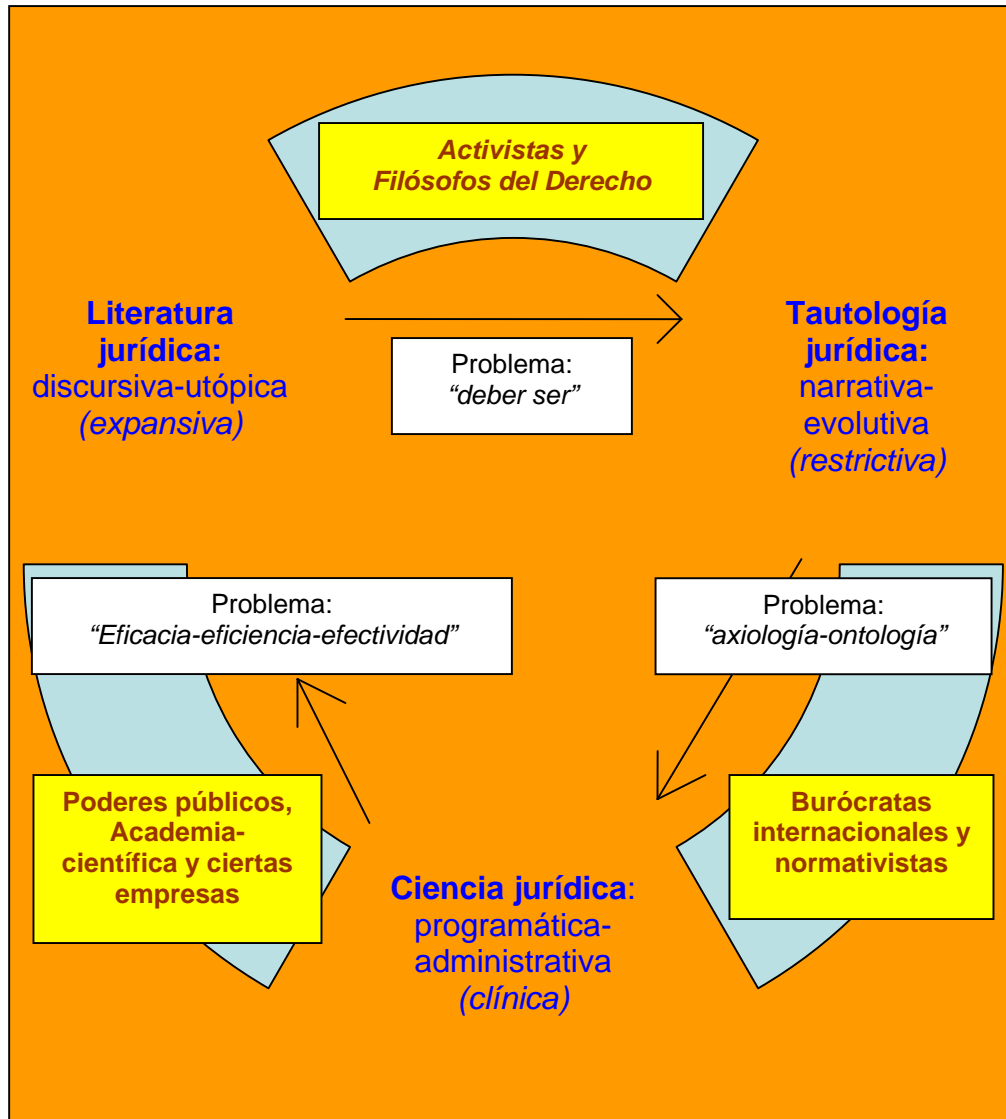 Activistas y
Filósofos del Derecho
Literatura
jurídica:
discursiva-utópica
(expansiva)
Problema:
“deber ser”
Tautología
jurídica:
narrativa-
evolutiva
(restrictiva)
Problema:
“Eficacia-eficiencia-efectividad”
Problema:
“axiología-ontología”
Poderes públicos,
Academia-
científica y ciertas
empresas
Ciencia jurídica:
programática-
administrativa
(clínica)
Burócratas
internacionales y
normativistas